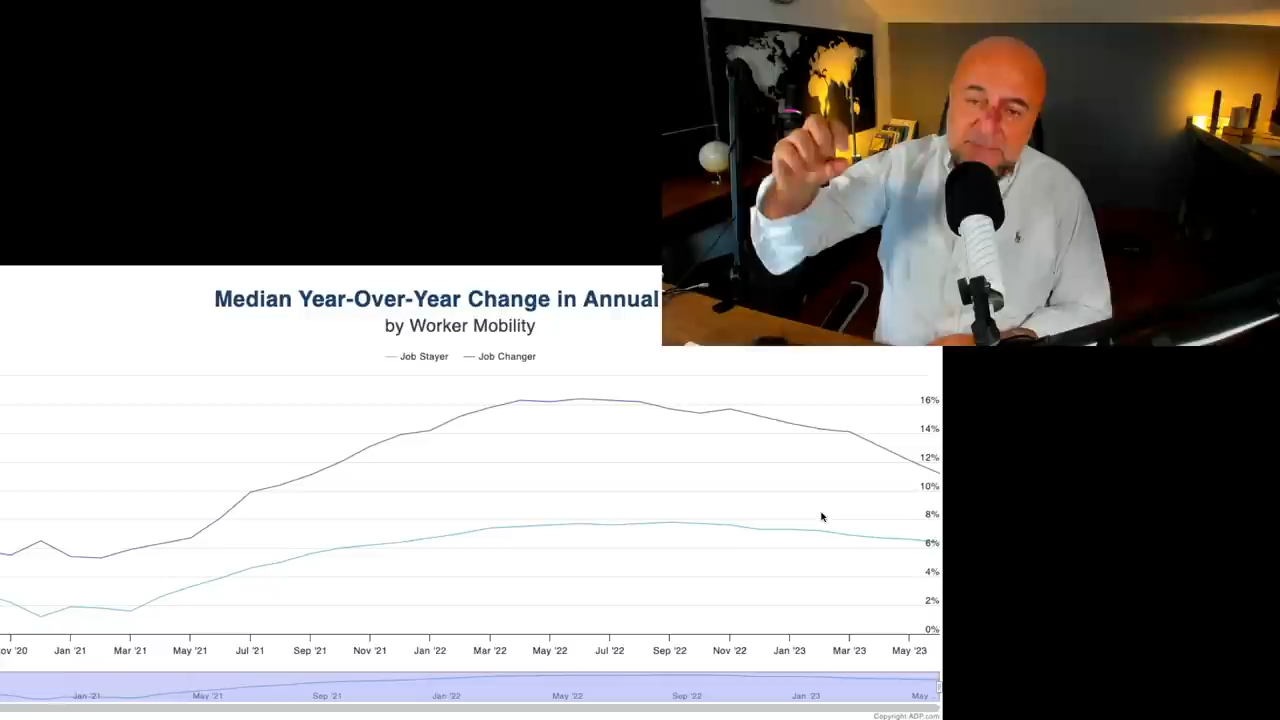 Median Year-Over-Year Change in Annual
by Worker Mobility
Job Stayer Job Changer
16%
14%
12%
10%
8%
6%
4%
2%
0%
ov '20 Jan '21 Mar '21 May '21 Jul '21 Sep '21 Nov '21 Jan '22 Mar '22 May '22 Jul '22 Sep '22 Nov '22 Jan '23 Mar '23 May '23
Jan '21 May '21 Sep '21 Jan '22 May '22 Sep '22 Jan '23 May ...
Copyright ADP.com